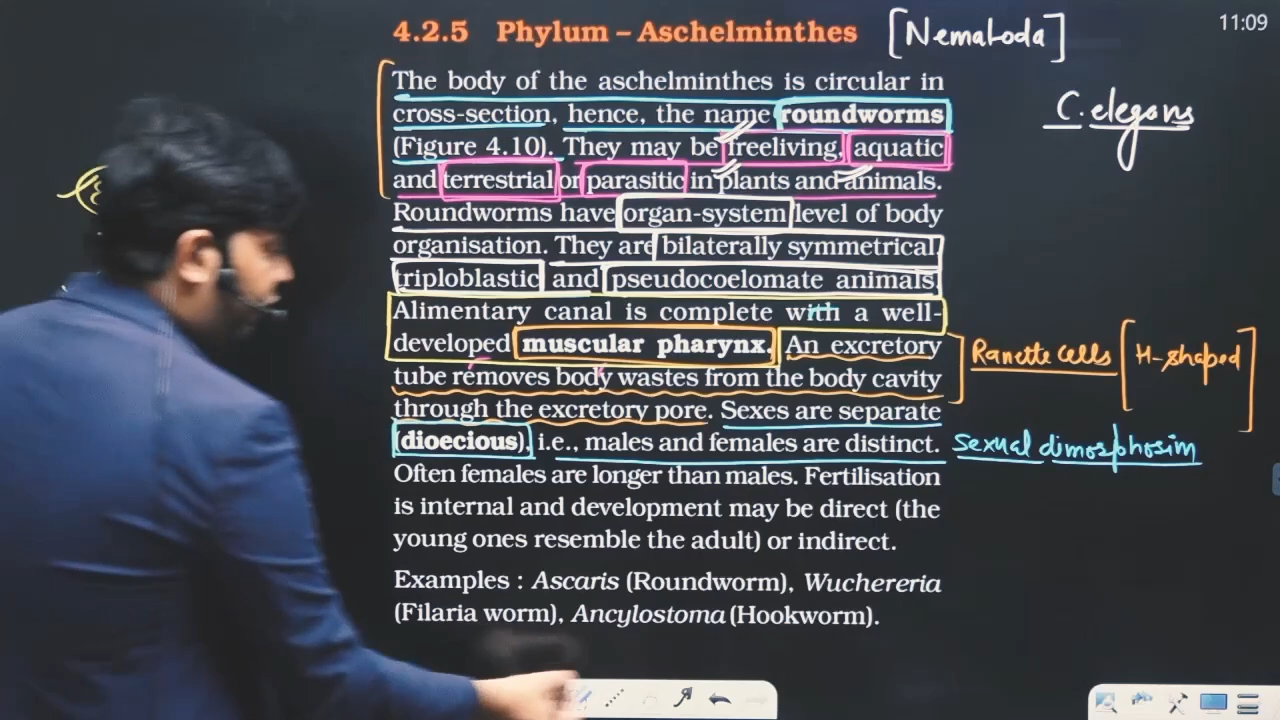 4.2.5 Phylum – Aschelminthes [Nematoda]
11:09
The body of the aschelminthes is circular in
cross-section, hence, the name roundworms
C. elegans
(Figure 4.10). They may be freeliving, aquatic
and terrestrial or parasitic in plants and animals.
Roundworms have organ-system level of body
organisation. They are bilaterally symmetrical,
triploblastic and pseudocoelomate animals.
Alimentary canal is complete with a well-
developed muscular pharynx. An excretory
Ranette cells [H-shaped]
tube removes body wastes from the body cavity
through the excretory pore. Sexes are separate
(dioecious), i.e., males and females are distinct.
Sexual dimosphosim
Often females are longer than males. Fertilisation
is internal and development may be direct (the
young ones resemble the adult) or indirect.
Examples : Ascaris (Roundworm), Wuchereria
(Filaria worm), Ancylostoma (Hookworm).